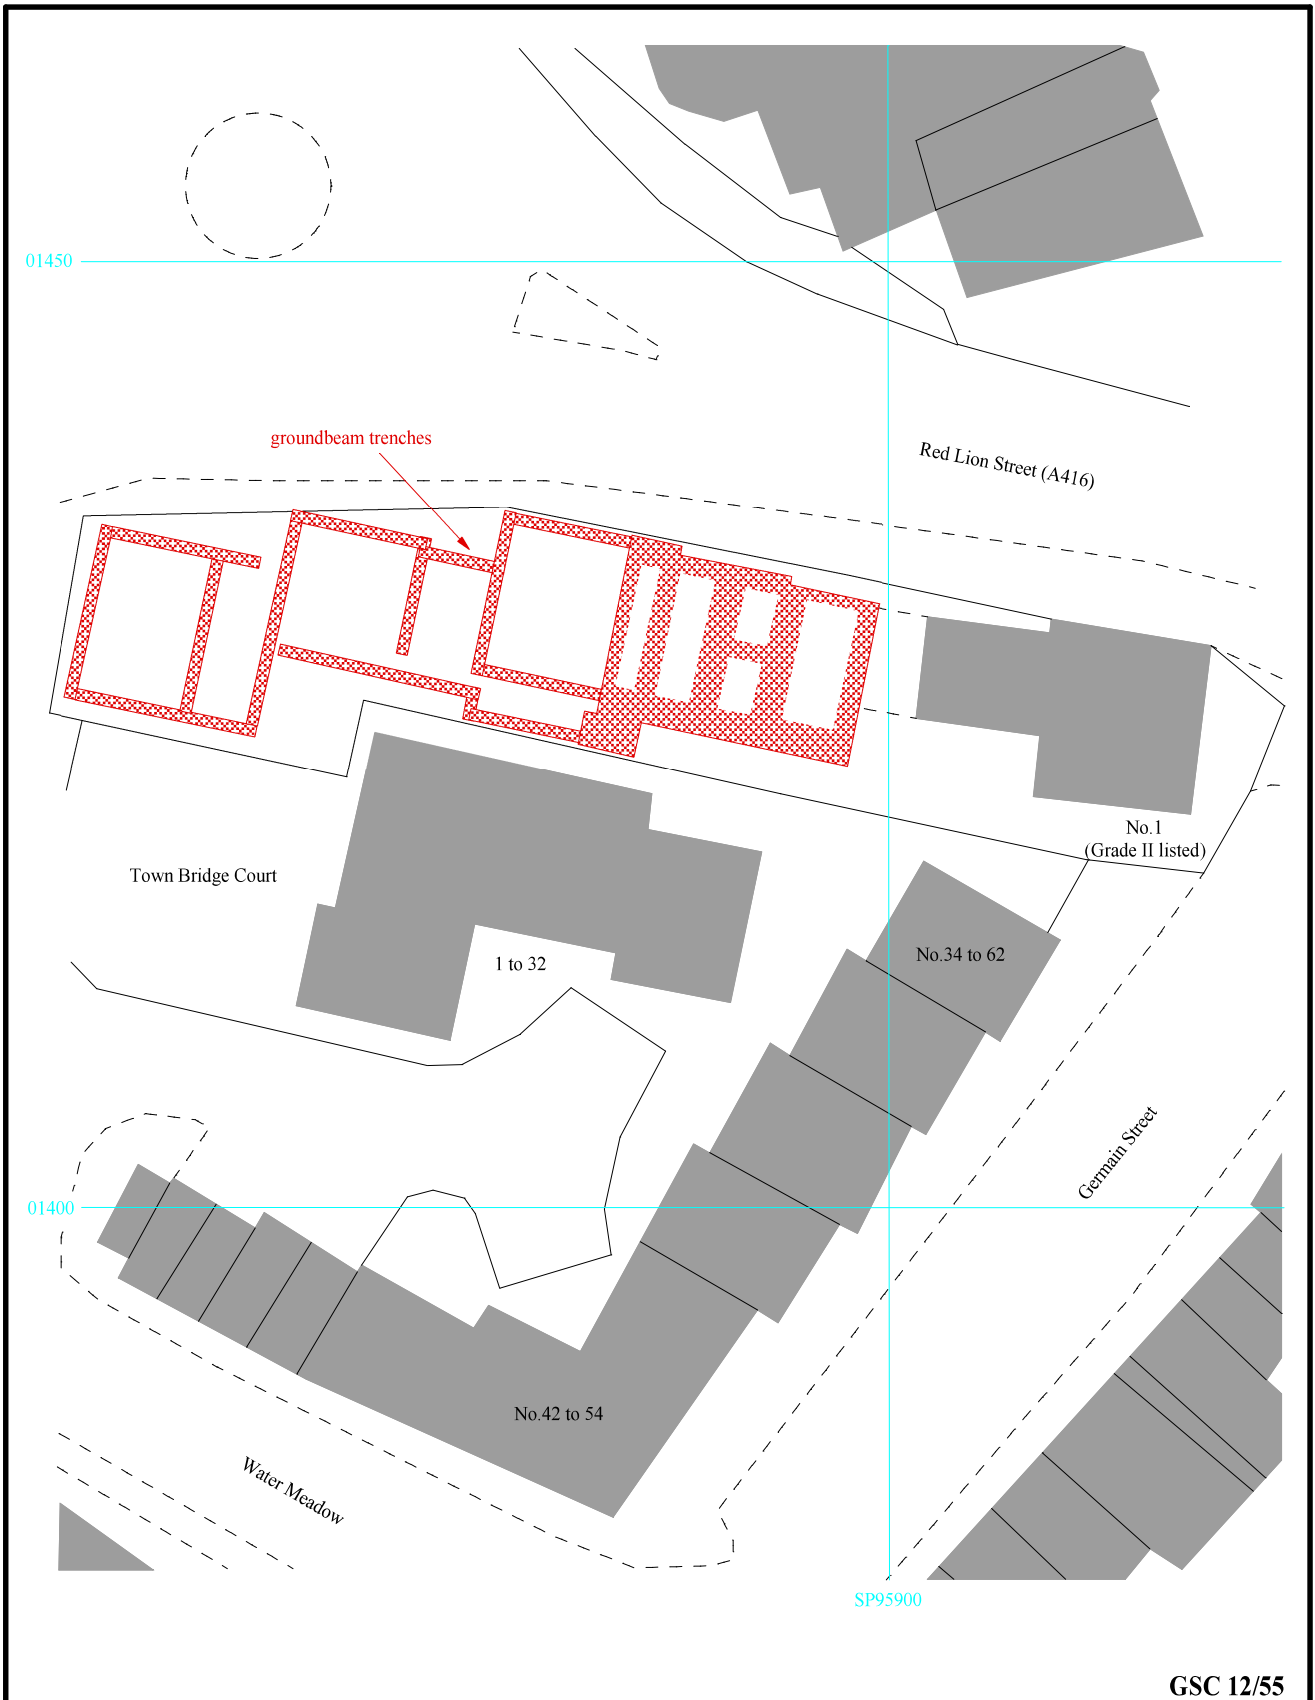 01450
groundbeam trenches
Red Lion Street (A416)
No.1
(Grade II listed)
Town Bridge Court
No.34 to 62
1 to 32
Germain Street
01400
No.42 to 54
Water Meadow
SP95900
GSC 12/55